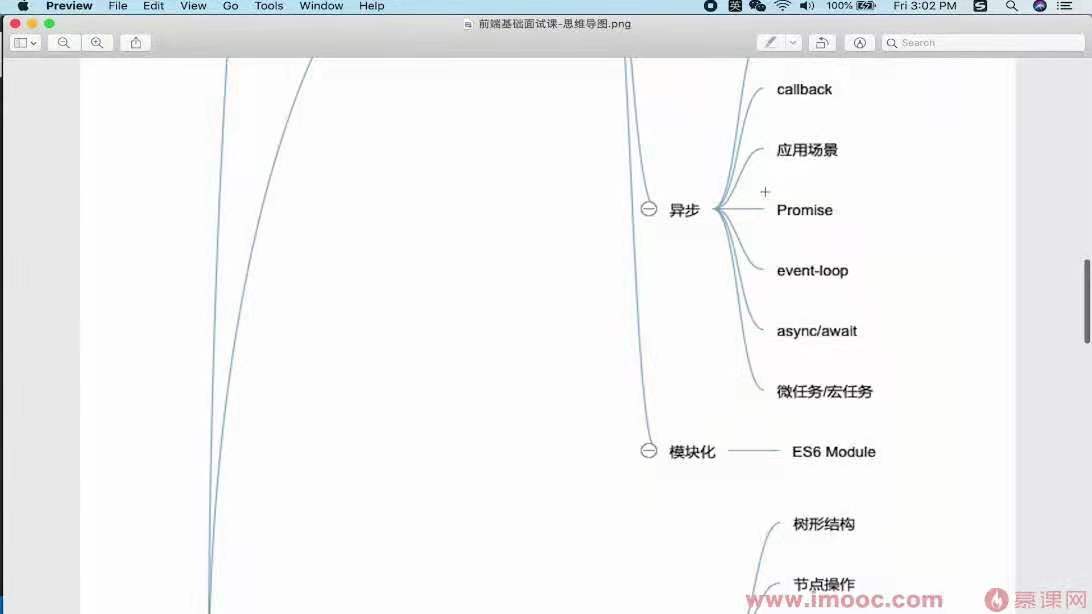 Preview File Edit View Go Tools Window Help 英 100% S Fri 3:02 PM
前端基础面试课-思维导图.png
Search
callback
应用场景
异步
Promise
event-loop
async/await
微任务/宏任务
模块化
ES6 Module
树形结构
节点操作
www.imooc.com 慕课网